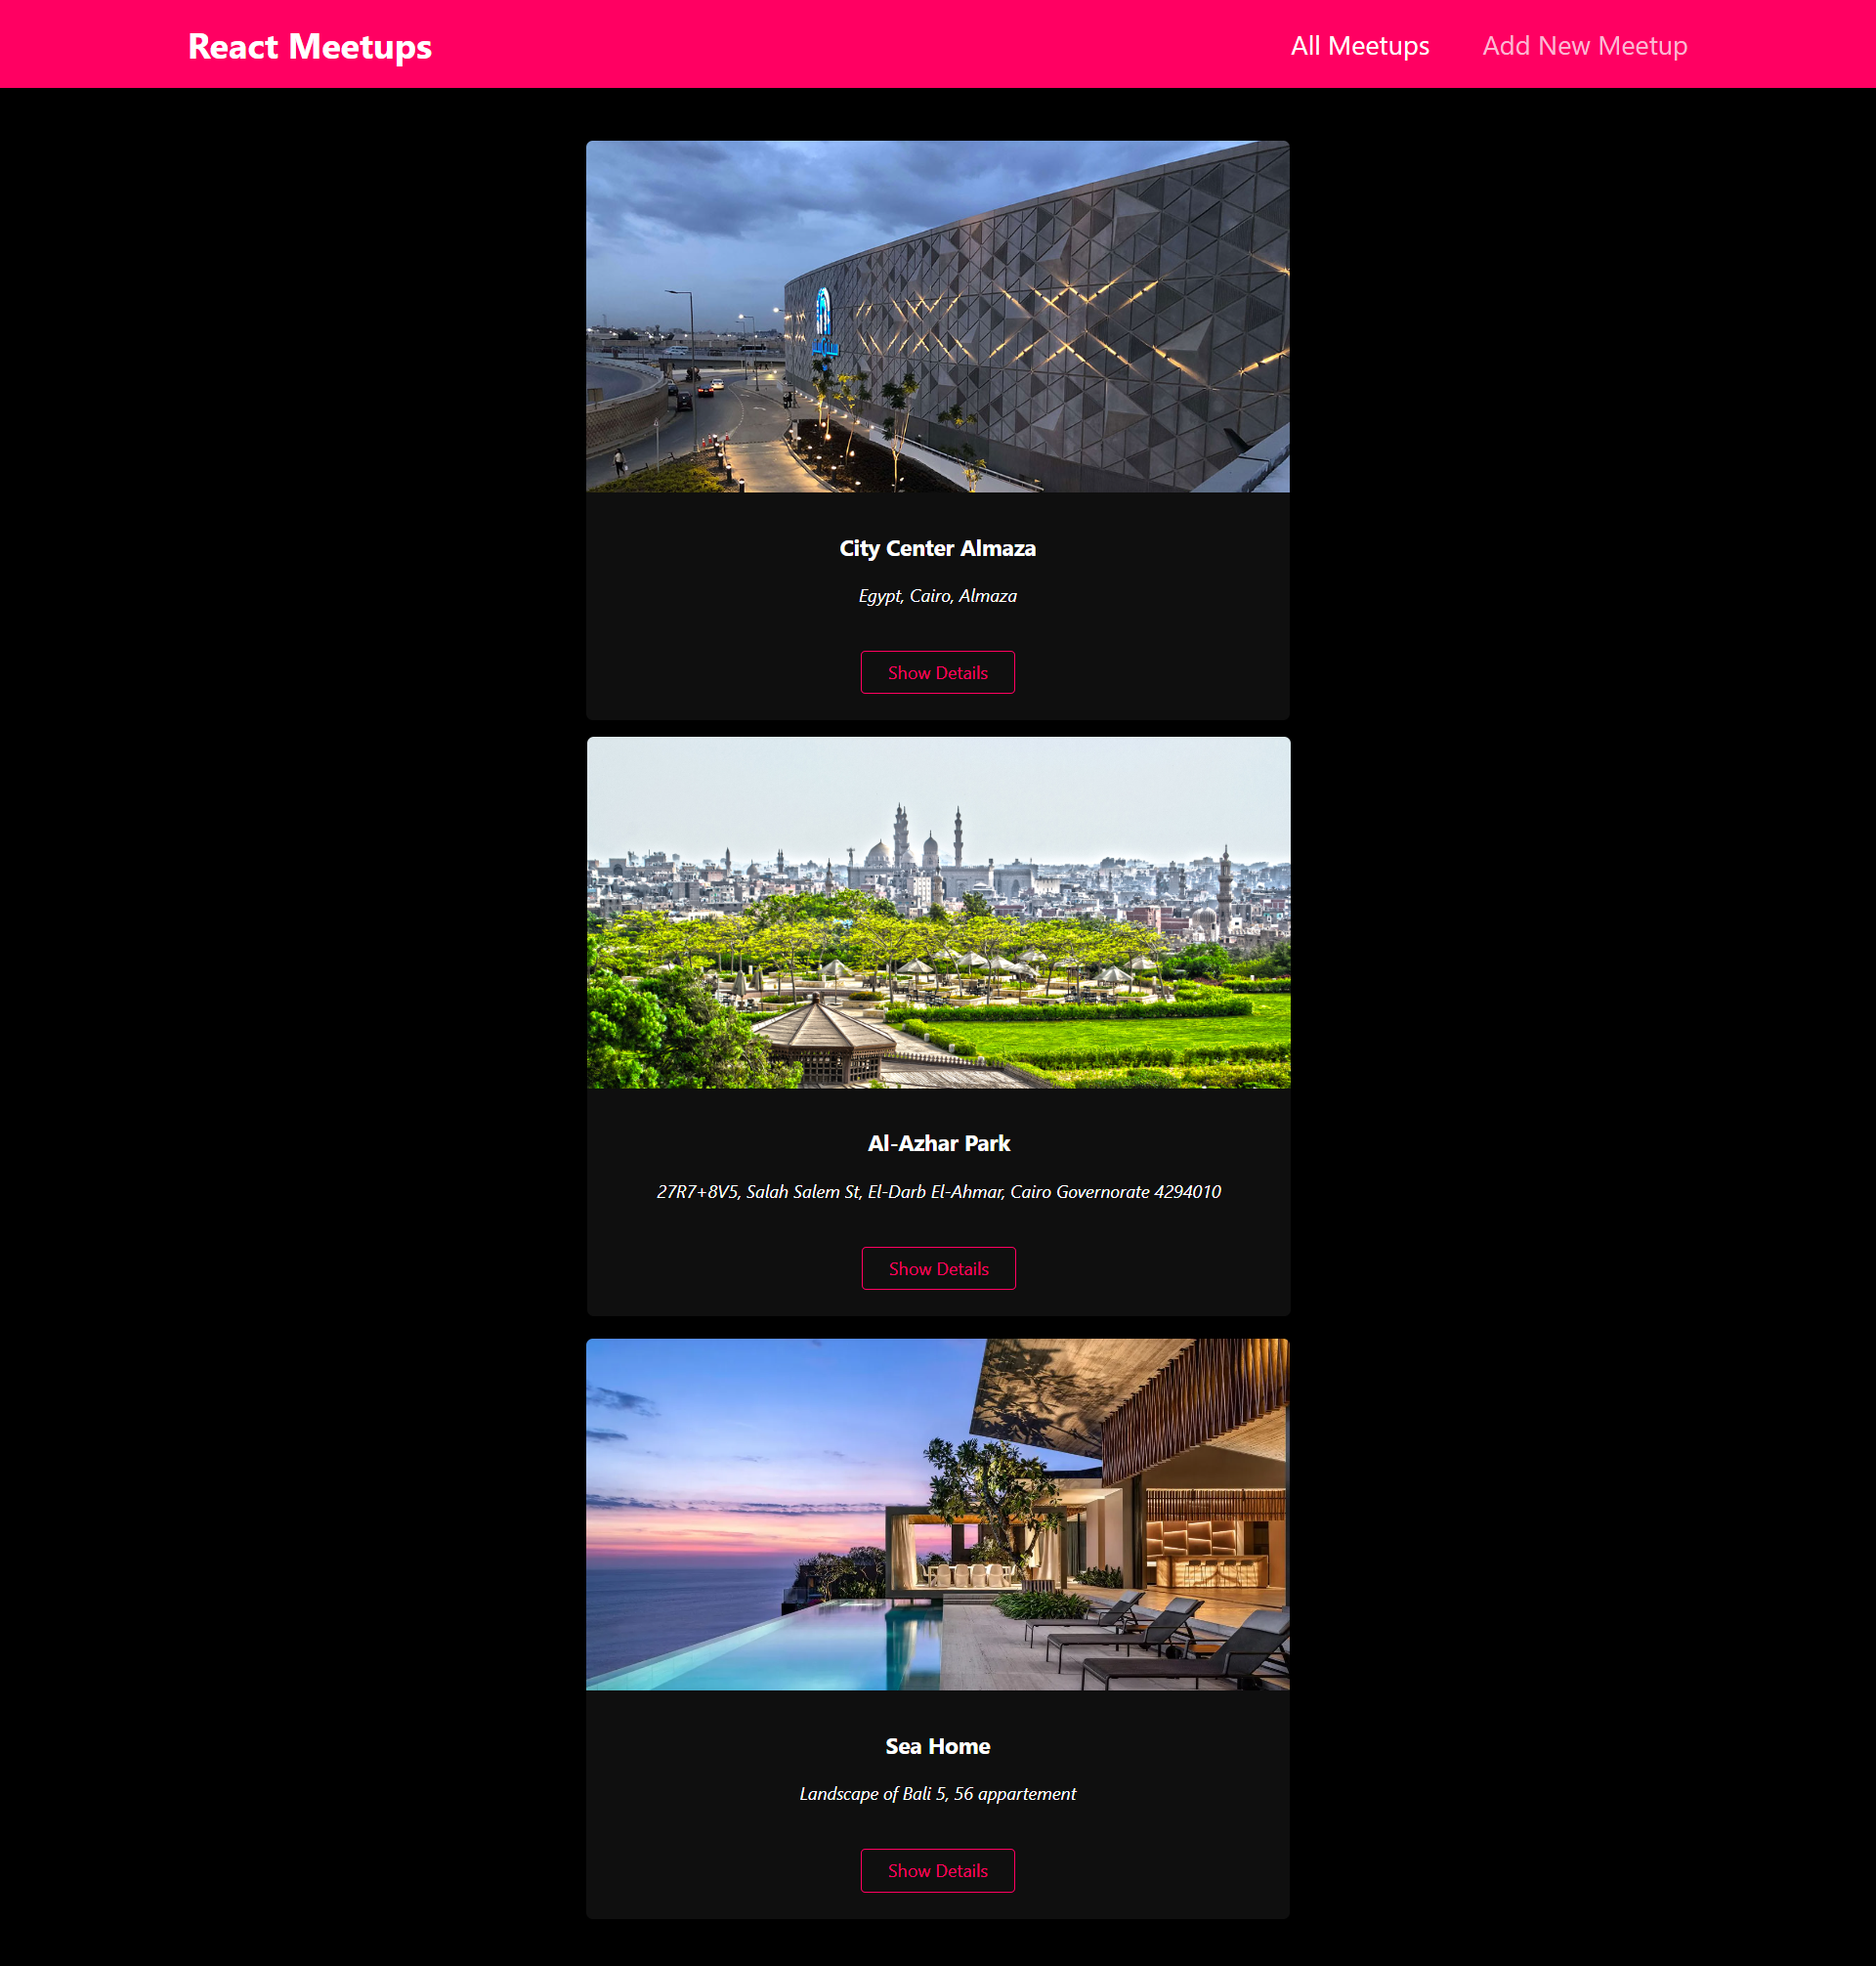 React Meetups
All Meetups
Add New Meetup
City Center Almaza
Egypt, Cairo, Almaza
Show Details
Al-Azhar Park
27R7+8V5, Salah Salem St, El-Darb El-Ahmar, Cairo Governorate 4294010
Show Details
Sea Home
Landscape of Bali 5, 56 appartement
Show Details